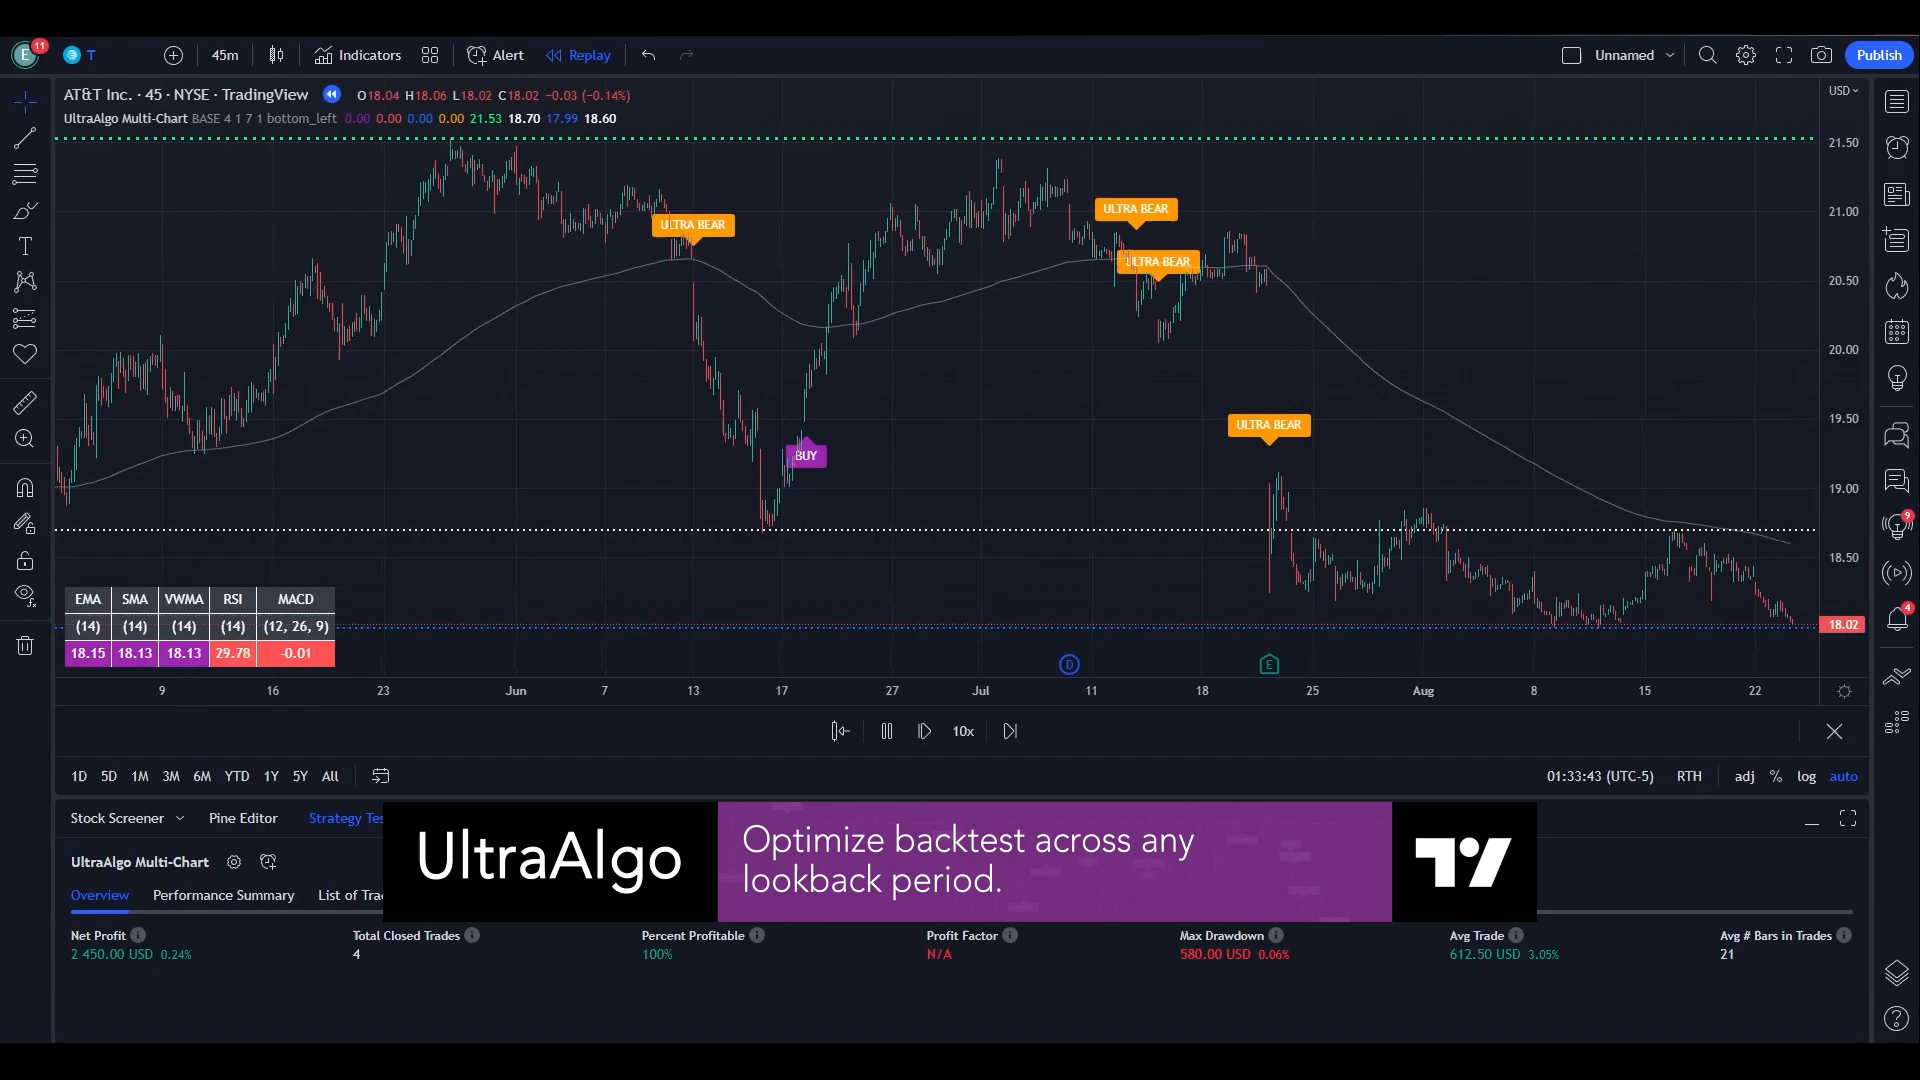 E 11 T 45m Indicators Alert Replay Unnamed Publish
AT&T Inc. · 45 · NYSE · TradingView O18.04 H18.06 L18.02 C18.02 −0.03 (−0.14%)
USD
UltraAlgo Multi-Chart BASE 4 1 7 1 bottom_left 0.00 0.00 0.00 0.00 21.53 18.70 17.99 18.60
21.50
21.00
20.50
20.00
19.50
19.00
18.50
18.02
ULTRA BEAR
ULTRA BEAR
ULTRA BEAR
ULTRA BEAR
BUY
9
4
EMA SMA VWMA RSI MACD
(14) (14) (14) (14) (12, 26, 9)
18.15 18.13 18.13 29.78 -0.01
D E
9 16 23 Jun 7 13 17 27 Jul 11 18 25 Aug 8 15 22
10x
1D 5D 1M 3M 6M YTD 1Y 5Y All 01:33:43 (UTC-5) RTH adj % log auto
Stock Screener Pine Editor Strategy Tes
UltraAlgo
Optimize backtest across any
lookback period.
UltraAlgo Multi-Chart
Overview Performance Summary List of Tra
Net Profit Total Closed Trades Percent Profitable Profit Factor Max Drawdown Avg Trade Avg # Bars in Trades
2 450.00 USD 0.24% 4 100% N/A 580.00 USD 0.06% 612.50 USD 3.05% 21